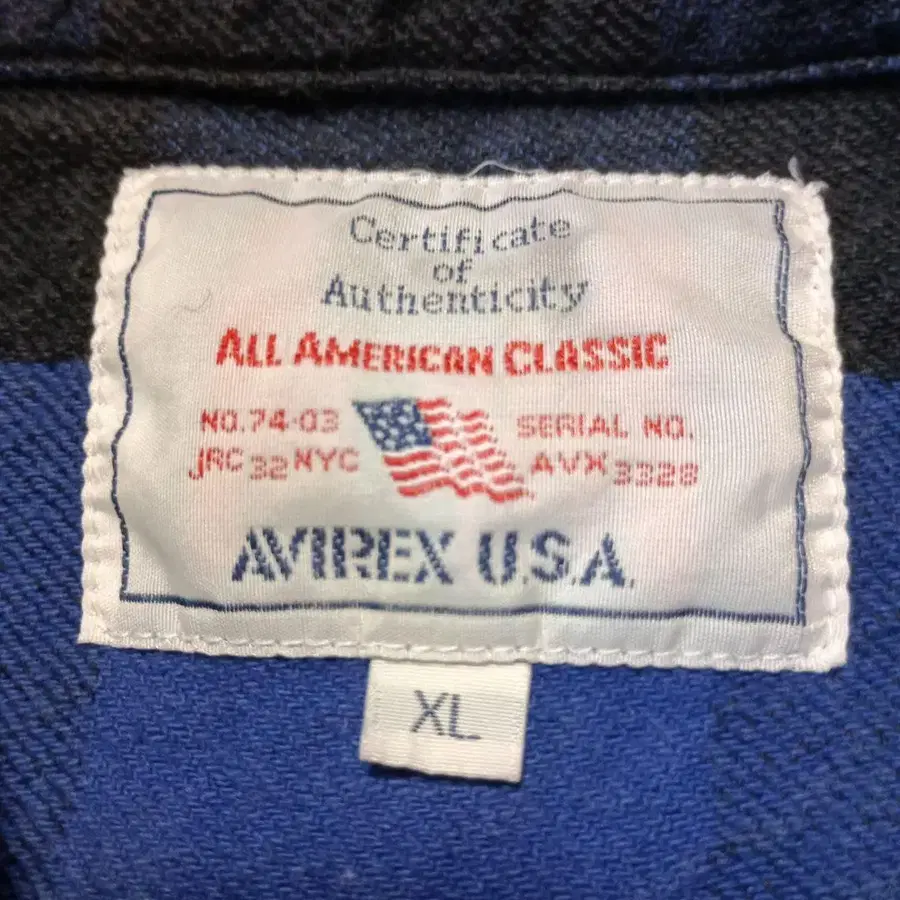 Certificate
of
Authenticity
ALL AMERICAN CLASSIC
NO.74-03
JRC 32 NYC
SERIAL NO.
AVX 3328
AVIREX U.S.A.
XL